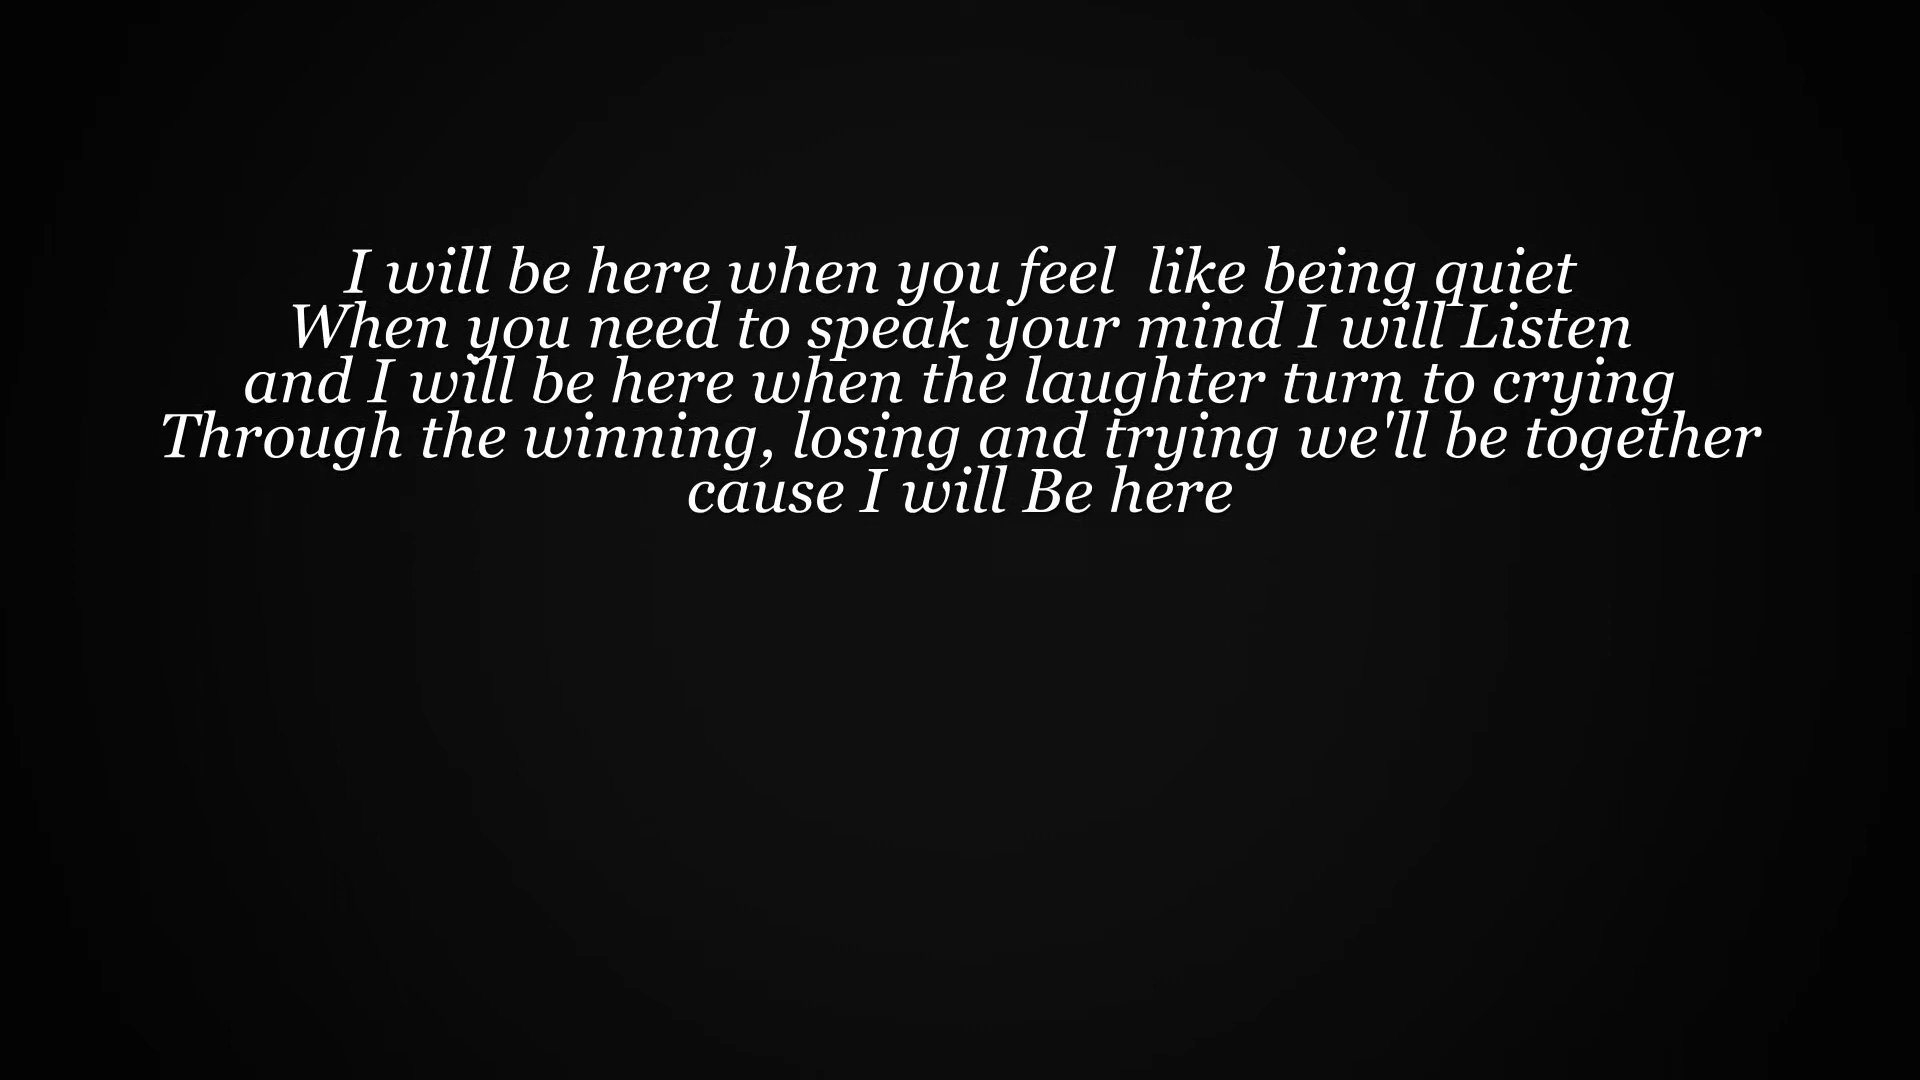 I will be here when you feel  like being quiet
When you need to speak your mind I will Listen
and I will be here when the laughter turn to crying
Through the winning, losing and trying we'll be together
cause I will Be here